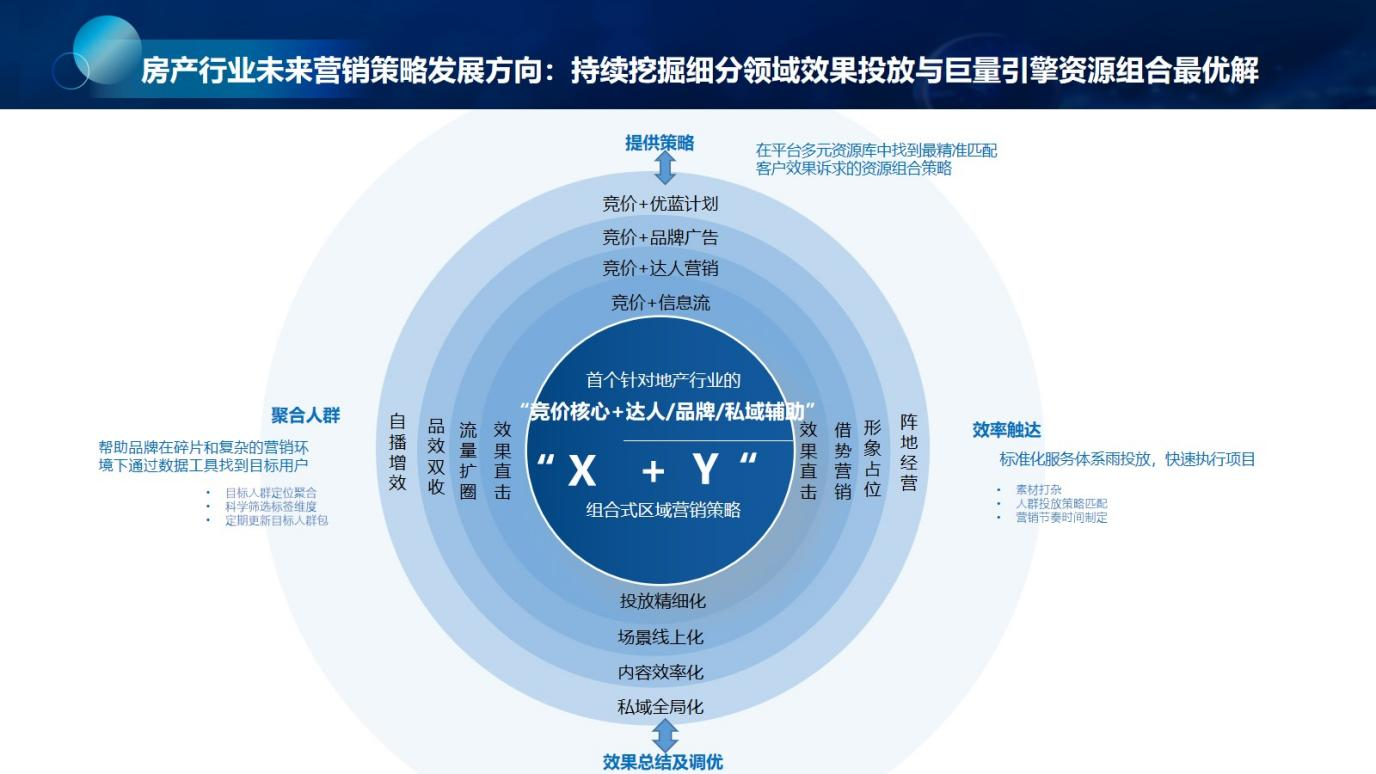 房产行业未来营销策略发展方向：持续挖掘细分领域效果投放与巨量引擎资源组合最优解
提供策略
在平台多元资源库中找到最精准匹配
客户效果诉求的资源组合策略
竞价+优蓝计划
竞价+品牌广告
竞价+达人营销
竞价+信息流
首个针对地产行业的
“竞价核心+达人/品牌/私域辅助”
“ X + Y “
组合式区域营销策略
聚合人群
帮助品牌在碎片和复杂的营销环
境下通过数据工具找到目标用户
• 目标人群定位聚合
• 科学筛选标签维度
• 定期更新目标人群包
自播增效
品效双收
流量扩圈
效果直击
效果直击
借势营销
形象占位
阵地经营
效率触达
标准化服务体系雨投放，快速执行项目
• 素材打杂
• 人群投放策略匹配
• 营销节奏时间制定
投放精细化
场景线上化
内容效率化
私域全局化
效果总结及调优